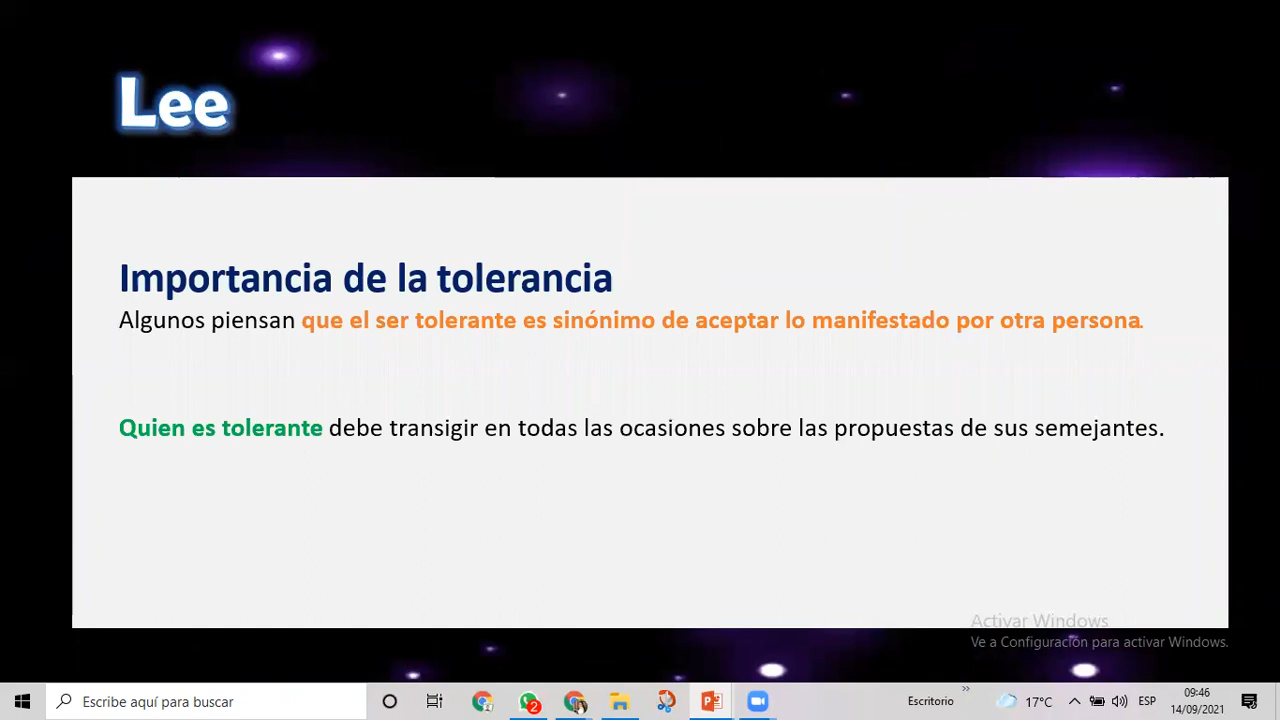 Lee
Importancia de la tolerancia
Algunos piensan que el ser tolerante es sinónimo de aceptar lo manifestado por otra persona.
Quien es tolerante debe transigir en todas las ocasiones sobre las propuestas de sus semejantes.
Activar Windows
Ve a Configuración para activar Windows.
Escribe aquí para buscar
2
Escritorio
»
17°C
ESP
09:46
14/09/2021